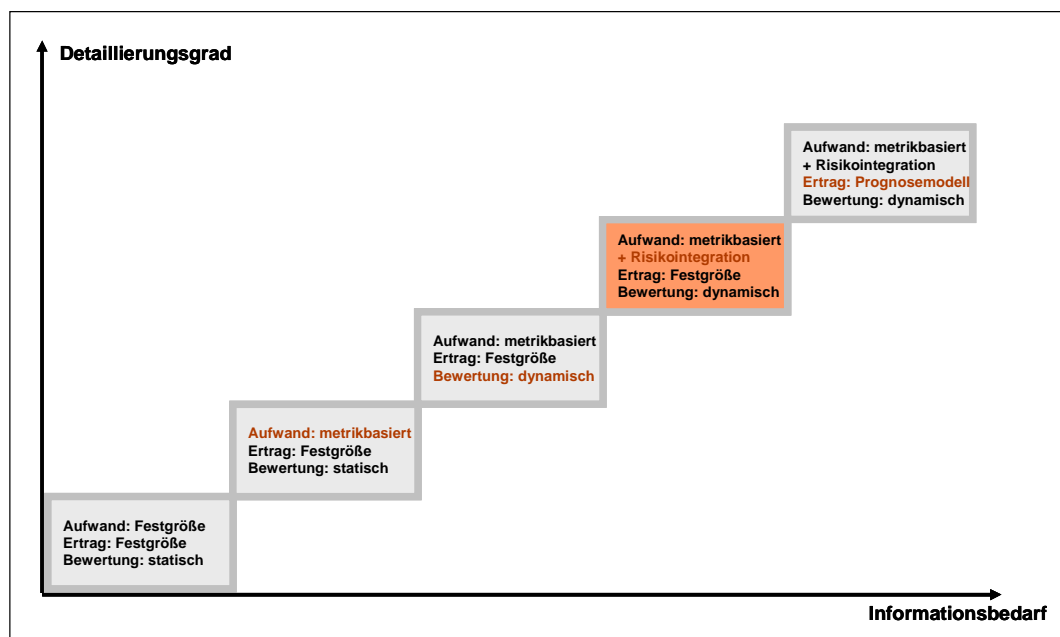 Detaillierungsgrad
Aufwand: metrikbasiert
+ Risikointegration
Ertrag: Prognosemodell
Bewertung: dynamisch
Aufwand: metrikbasiert
+ Risikointegration
Ertrag: Festgröße
Bewertung: dynamisch
Aufwand: metrikbasiert
Ertrag: Festgröße
Bewertung: dynamisch
Aufwand: metrikbasiert
Ertrag: Festgröße
Bewertung: statisch
Aufwand: Festgröße
Ertrag: Festgröße
Bewertung: statisch
Informationsbedarf